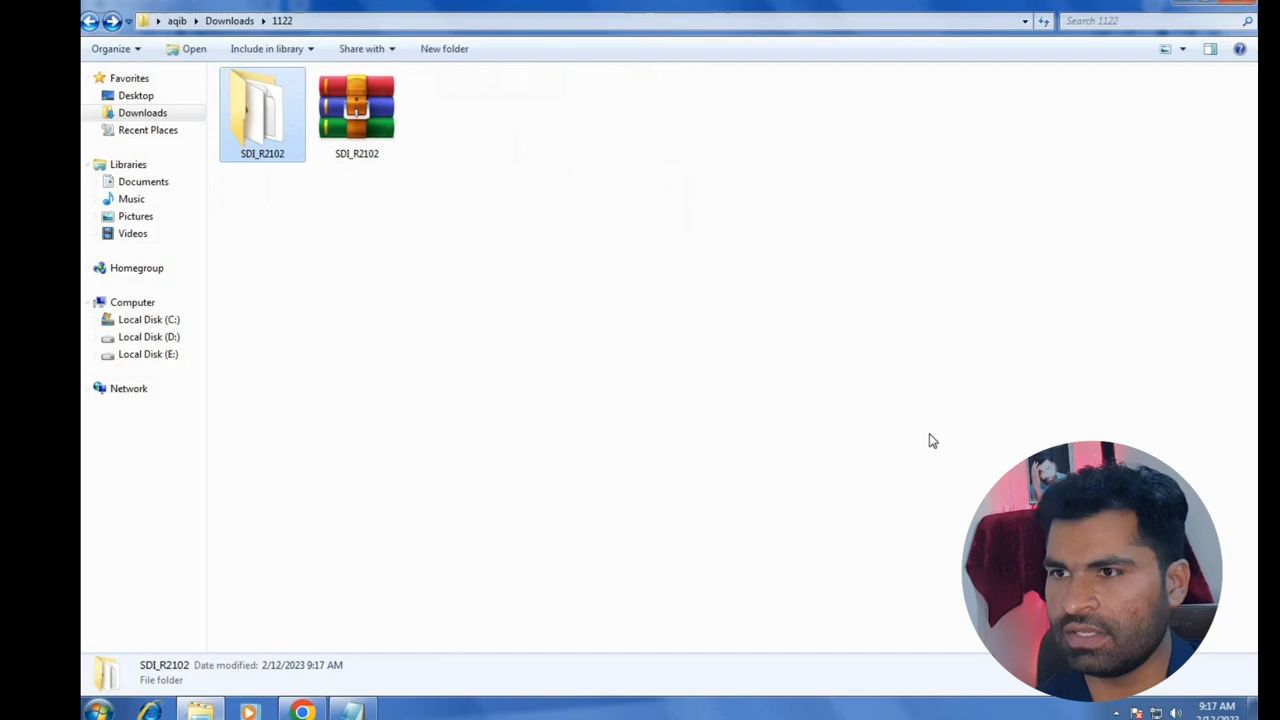 aqib Downloads 1122
Search 1122
Organize Open Include in library Share with New folder
Favorites
Desktop
Downloads
Recent Places
Libraries
Documents
Music
Pictures
Videos
Homegroup
Computer
Local Disk (C:)
Local Disk (D:)
Local Disk (E:)
Network
SDI_R2102
SDI_R2102
SDI_R2102 Date modified: 2/12/2023 9:17 AM
File folder
9:17 AM